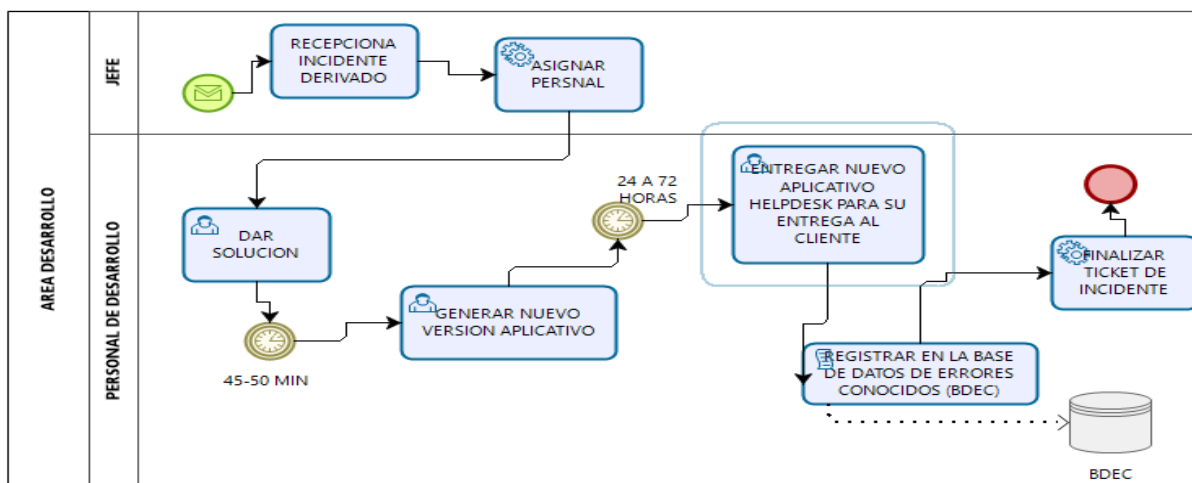 AREA DESARROLLO
JEFE
RECEPCIONA
INCIDENTE
DERIVADO
ASIGNAR
PERSNAL
PERSONAL DE DESARROLLO
DAR
SOLUCION
45-50 MIN
GENERAR NUEVO
VERSION APLICATIVO
24 A 72
HORAS
ENTREGAR NUEVO
APLICATIVO
HELPDESK PARA SU
ENTREGA AL
CLIENTE
REGISTRAR EN LA BASE
DE DATOS DE ERRORES
CONOCIDOS (BDEC)
FINALIZAR
TICKET DE
INCIDENTE
BDEC